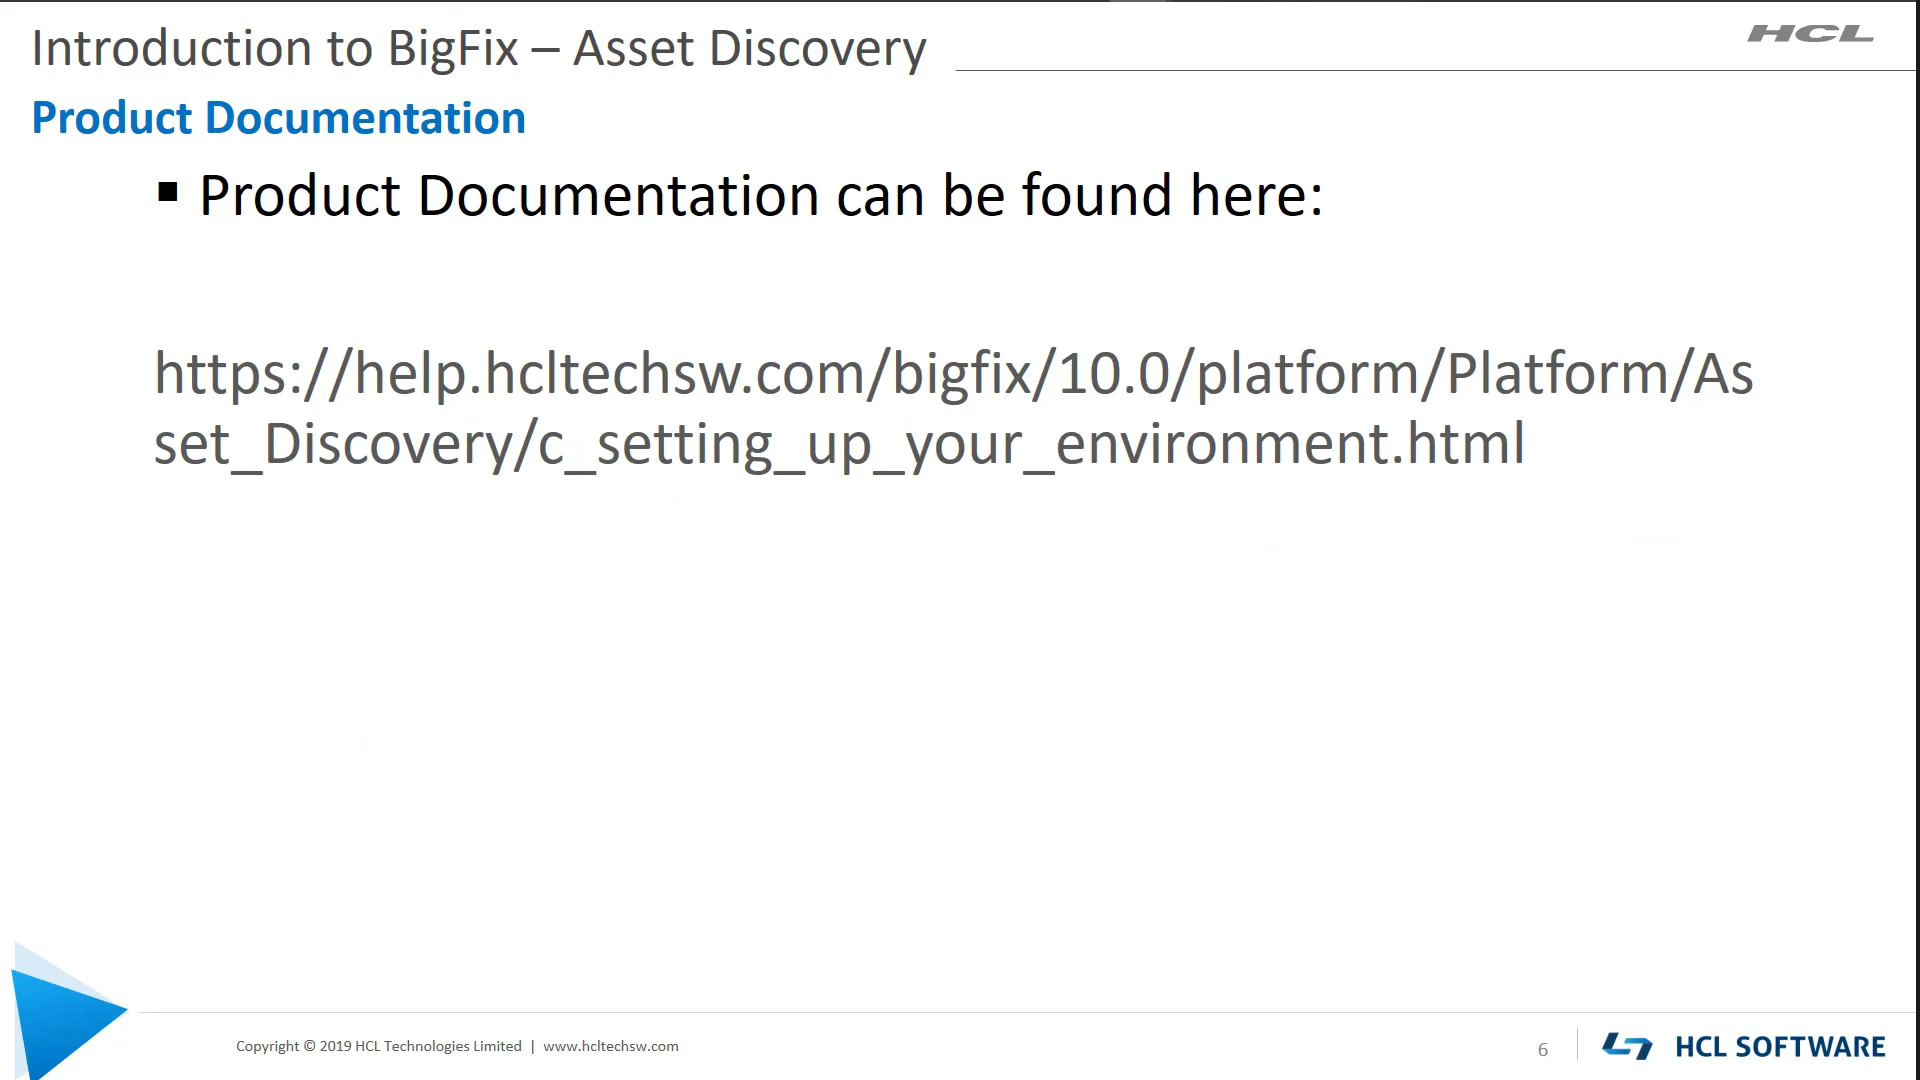 Introduction to BigFix – Asset Discovery
HCL
Product Documentation
▪ Product Documentation can be found here:
https://help.hcltechsw.com/bigfix/10.0/platform/Platform/As
set_Discovery/c_setting_up_your_environment.html
Copyright © 2019 HCL Technologies Limited | www.hcltechsw.com
6
HCL SOFTWARE